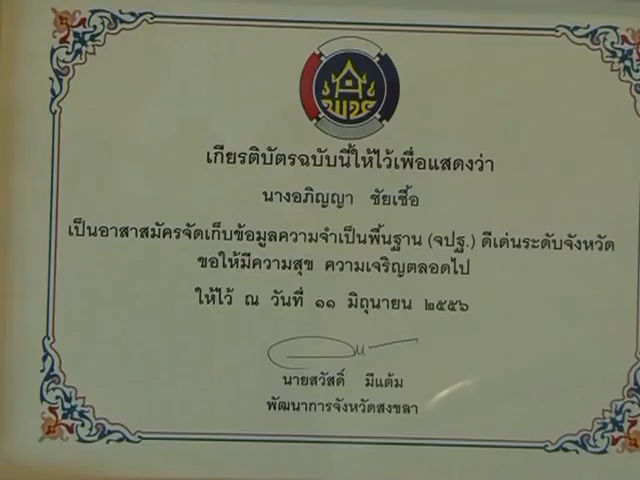 พช
เกียรติบัตรฉบับนี้ให้ไว้เพื่อแสดงว่า
นางอภิญญา ชัยเชื้อ
เป็นอาสาสมัครจัดเก็บข้อมูลความจำเป็นพื้นฐาน (จปฐ.) ดีเด่นระดับจังหวัด
ขอให้มีความสุข ความเจริญตลอดไป
ให้ไว้ ณ วันที่ ๑๑ มิถุนายน ๒๕๕๖
นายสวัสดิ์ มีแต้ม
พัฒนาการจังหวัดสงขลา